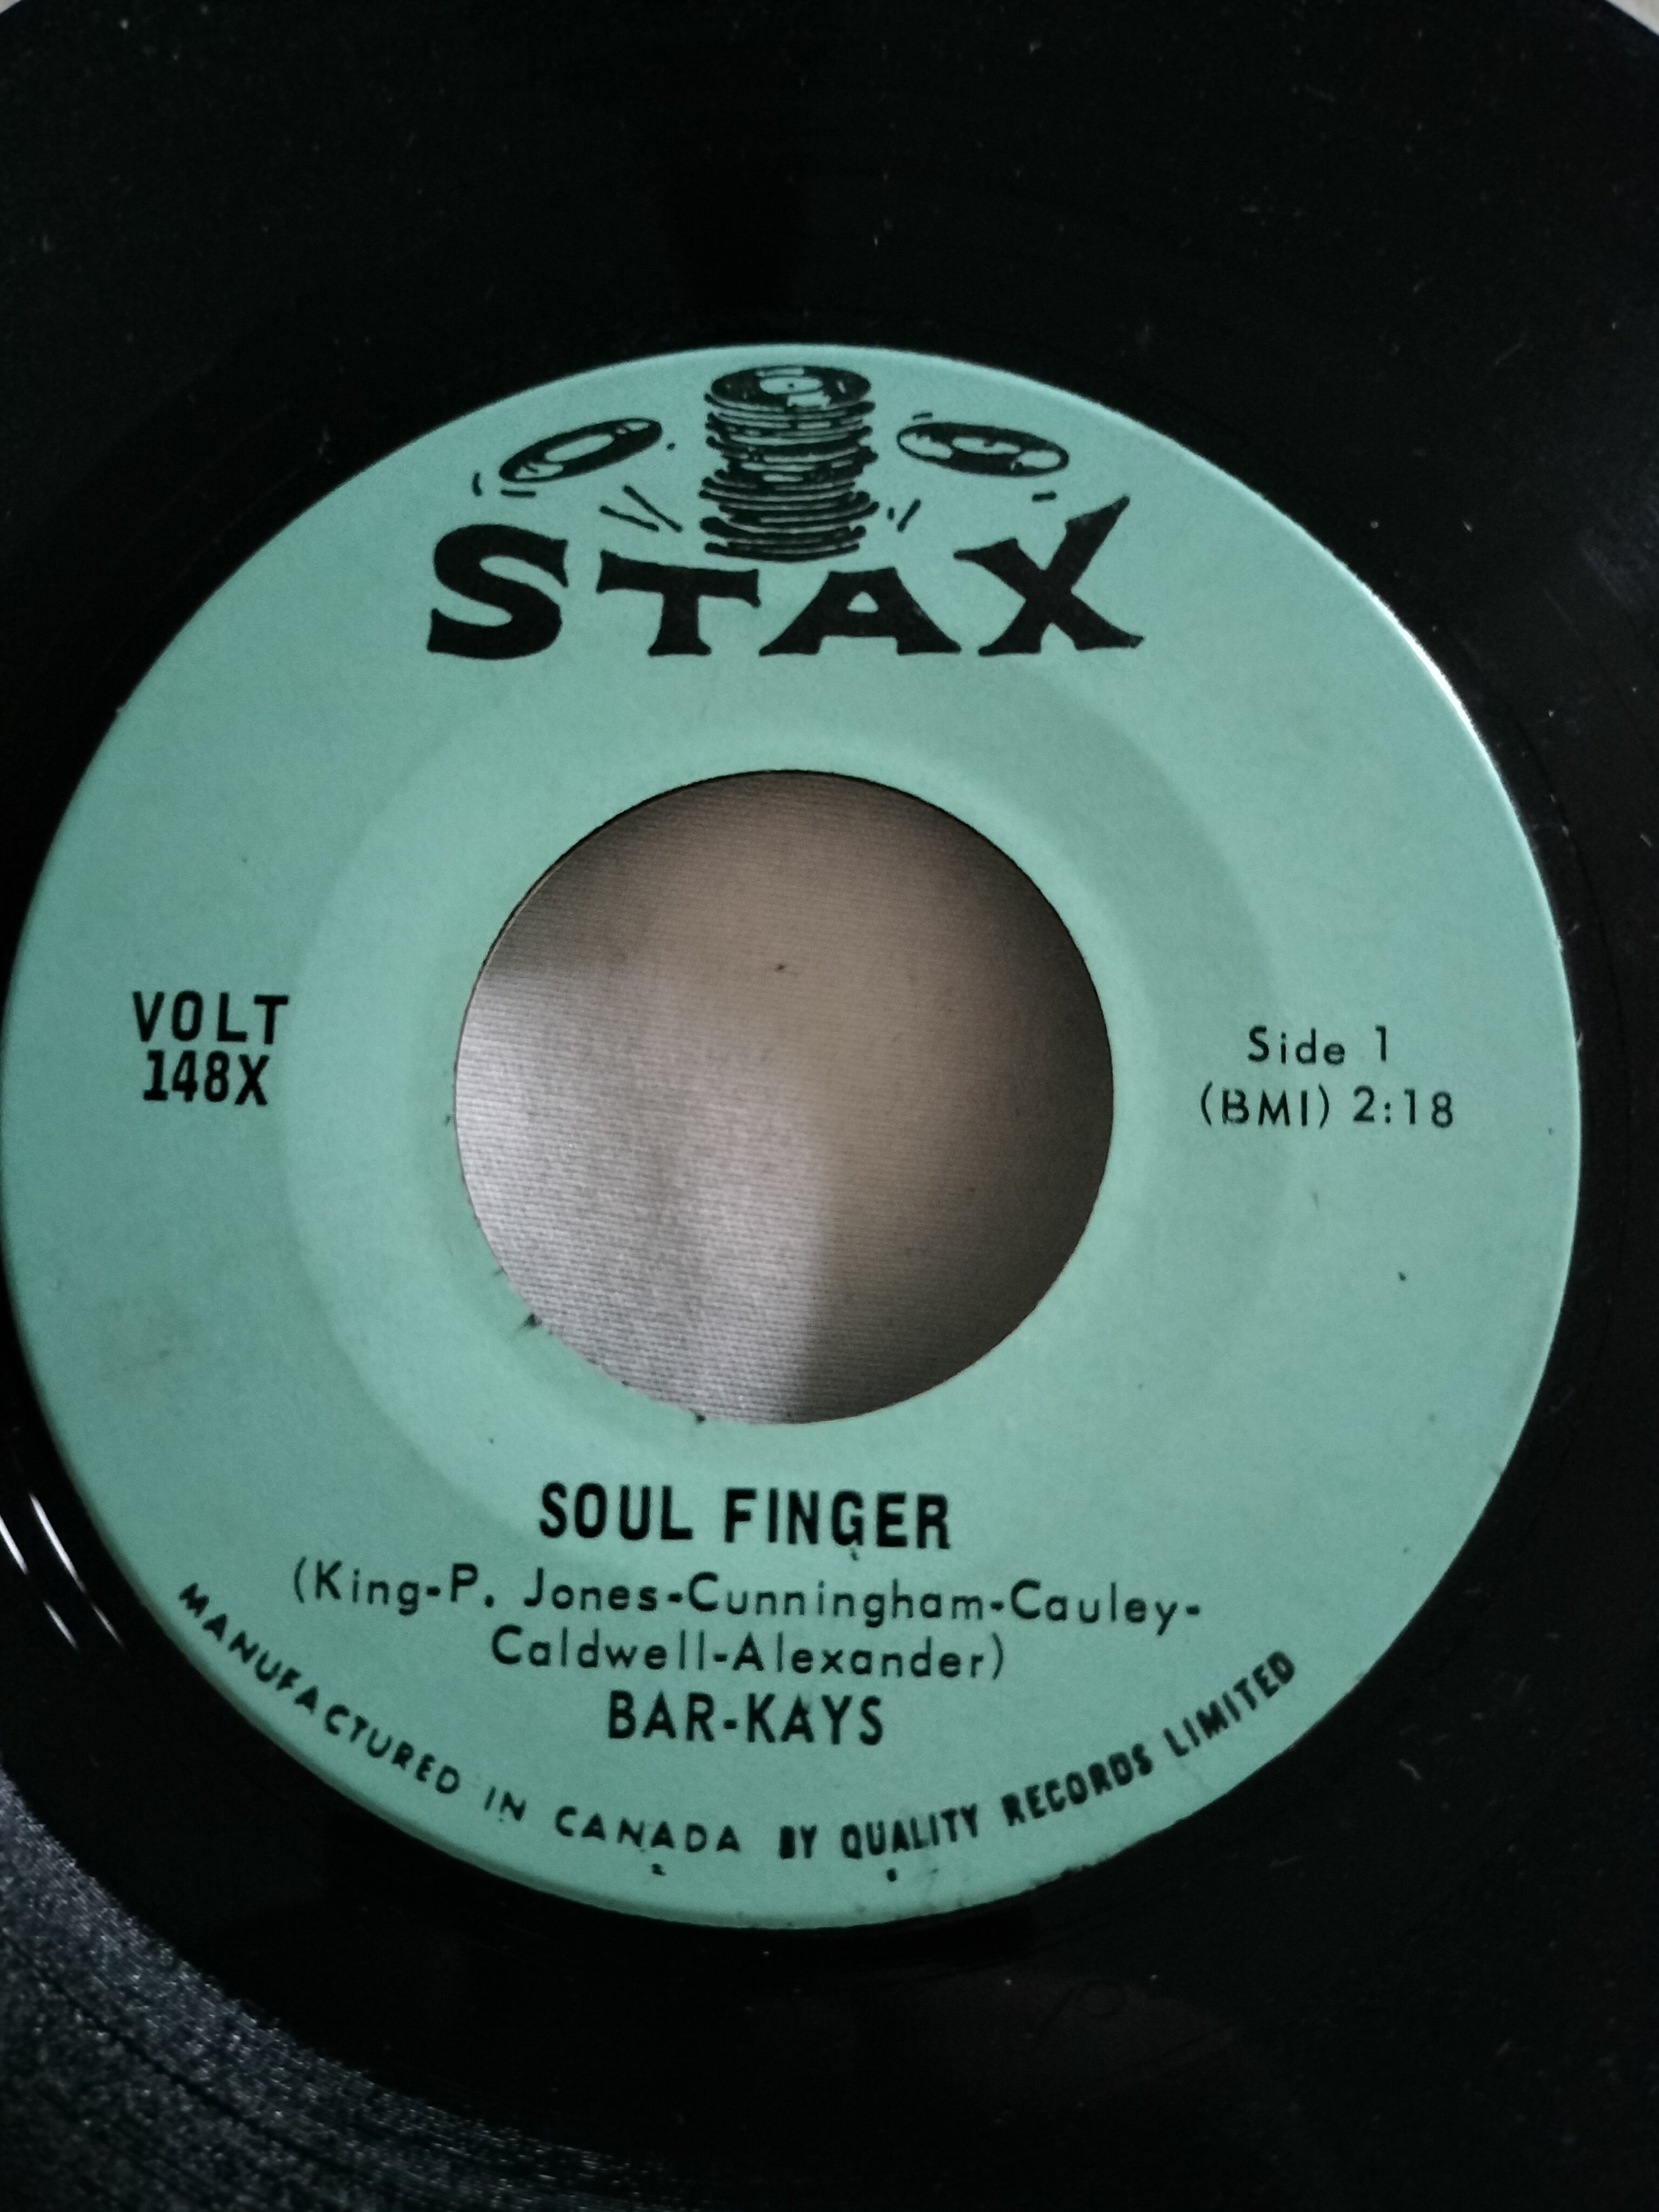 STAX
VOLT
148X
Side 1
(BMI) 2:18
SOUL FINGER
(King-P. Jones-Cunningham-Cauley-
Caldwell-Alexander)
BAR-KAYS
MANUFACTURED IN CANADA BY QUALITY RECORDS LIMITED